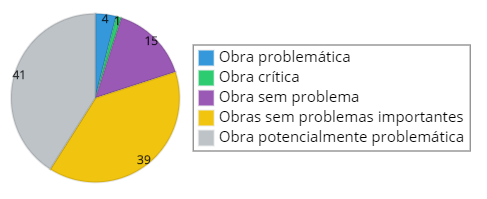 4
1
15
41
39
Obra problemática
Obra crítica
Obra sem problema
Obras sem problemas importantes
Obra potencialmente problemática